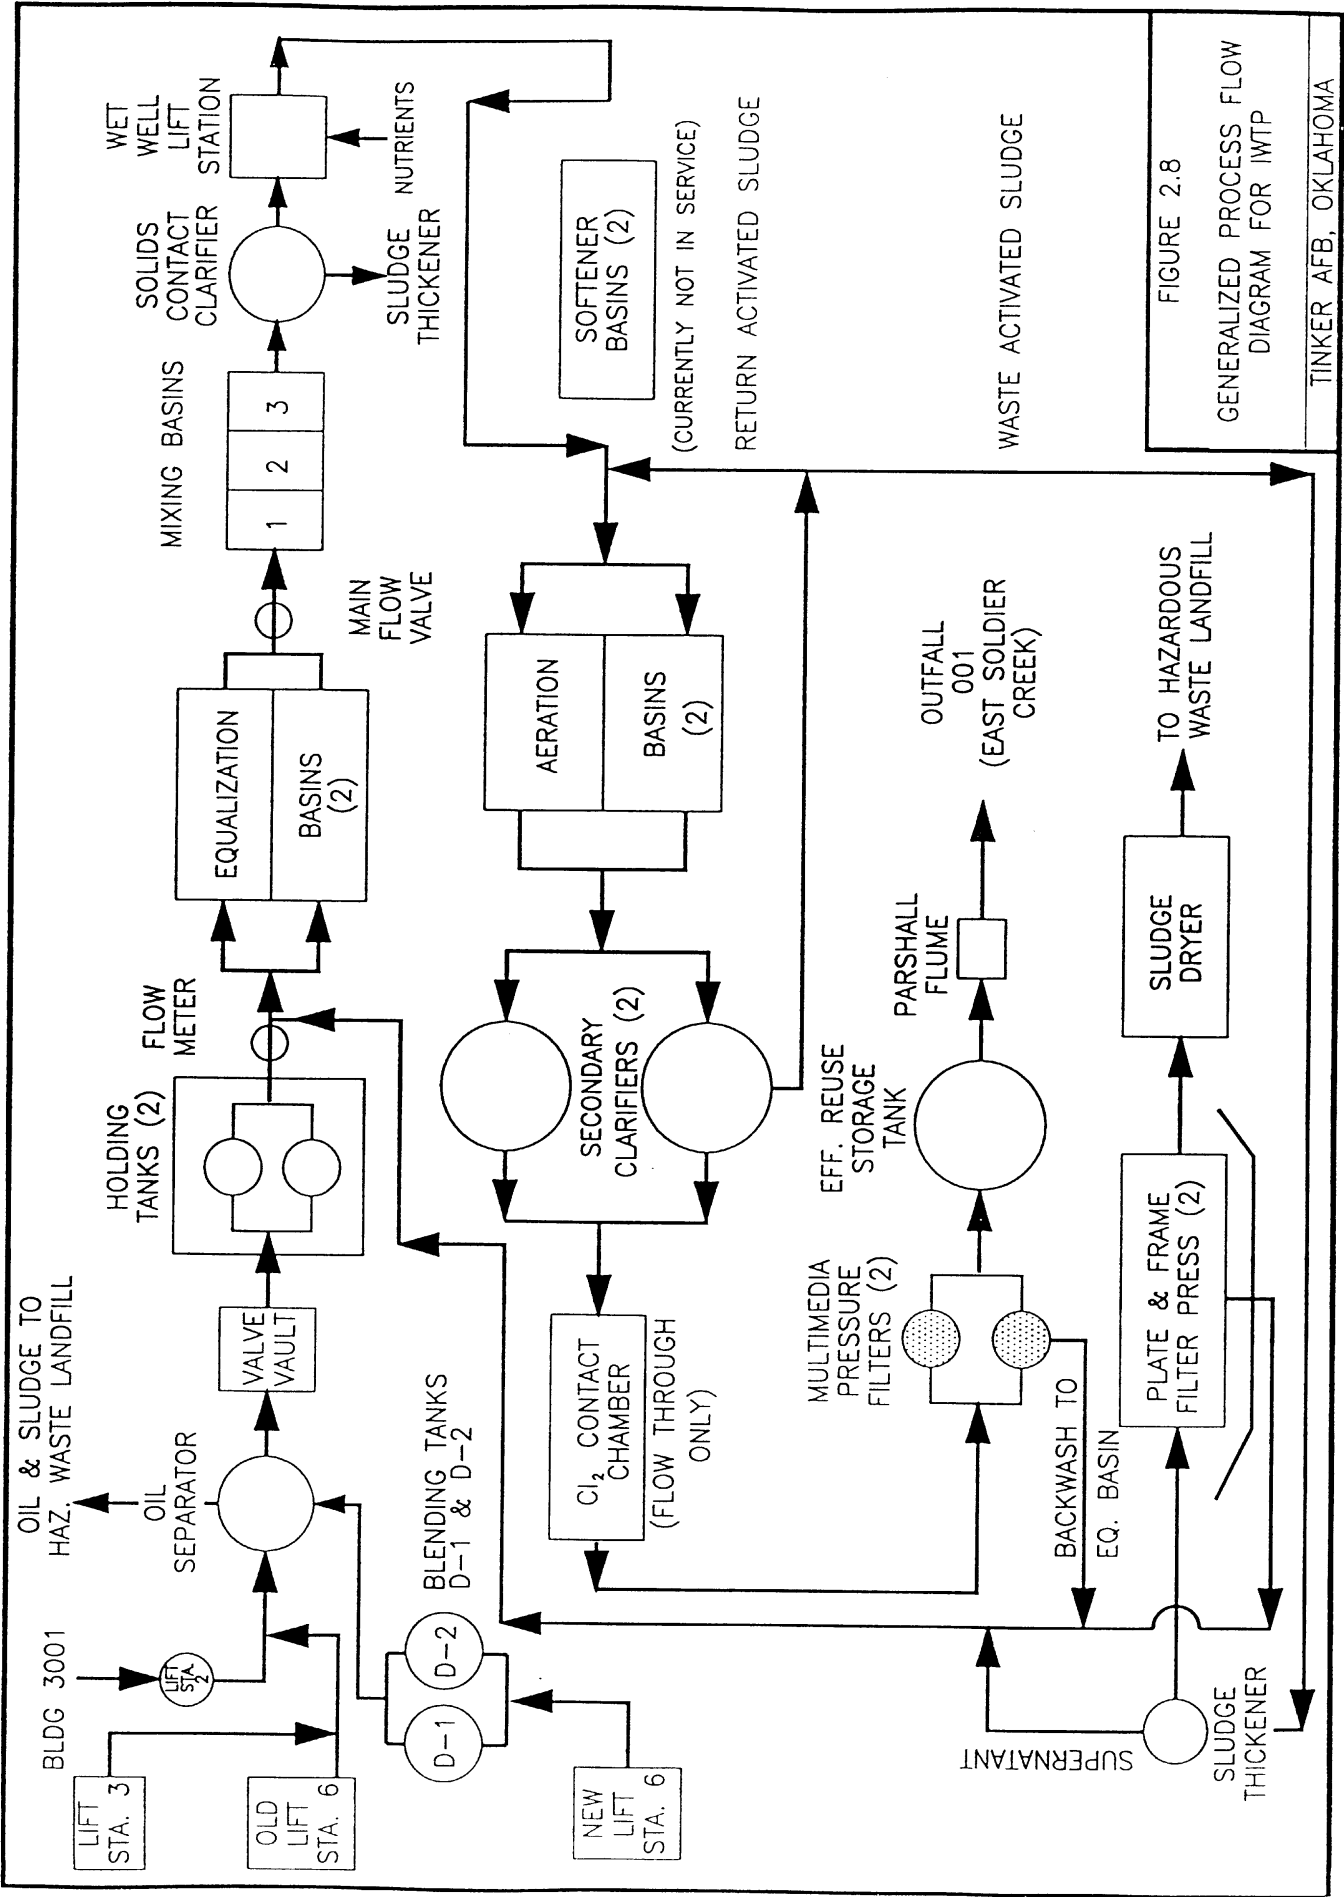 BLDG 3001
LIFT
STA. 3
OLD
LIFT
STA. 6
NEW
LIFT
STA. 6
LIFT
STA.
2
D-1
D-2
BLENDING TANKS
D-1 & D-2
OIL & SLUDGE TO
HAZ. WASTE LANDFILL
OIL
SEPARATOR
VALVE
VAULT
HOLDING
TANKS (2)
FLOW
METER
EQUALIZATION
BASINS
(2)
MAIN
FLOW
VALVE
MIXING BASINS
1
2
3
SOLIDS
CONTACT
CLARIFIER
SLUDGE
THICKENER
WET
WELL
LIFT
STATION
NUTRIENTS
SOFTENER
BASINS (2)
(CURRENTLY NOT IN SERVICE)
RETURN ACTIVATED SLUDGE
WASTE ACTIVATED SLUDGE
AERATION
BASINS
(2)
SECONDARY
CLARIFIERS (2)
Cl₂ CONTACT
CHAMBER
(FLOW THROUGH
ONLY)
MULTIMEDIA
PRESSURE
FILTERS (2)
BACKWASH TO
EQ. BASIN
EFF. REUSE
STORAGE
TANK
PARSHALL
FLUME
OUTFALL
001
(EAST SOLDIER
CREEK)
SUPERNATANT
SLUDGE
THICKENER
PLATE & FRAME
FILTER PRESS (2)
SLUDGE
DRYER
TO HAZARDOUS
WASTE LANDFILL
FIGURE 2.8
GENERALIZED PROCESS FLOW
DIAGRAM FOR IWTP
TINKER AFB, OKLAHOMA